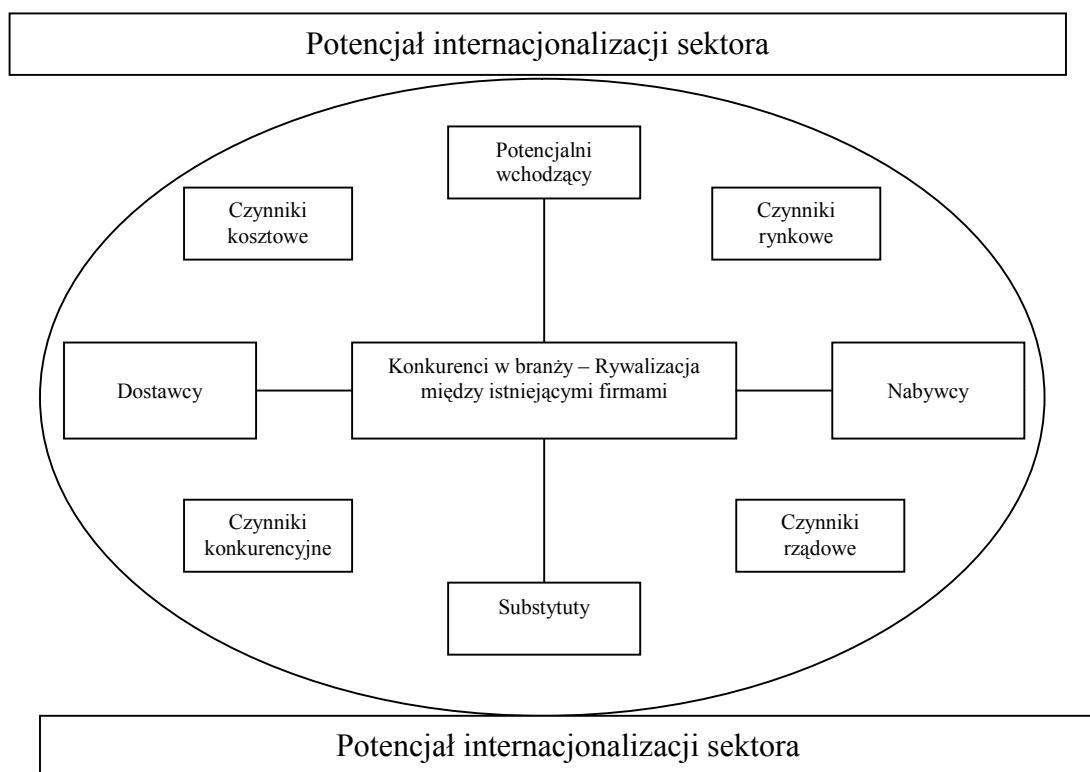 Potencjał internacjonalizacji sektora
Potencjalni
wchodzący
Czynniki
kosztowe
Czynniki
rynkowe
Dostawcy
Konkurenci w branży – Rywalizacja
między istniejącymi firmami
Nabywcy
Czynniki
konkurencyjne
Czynniki
rządowe
Substytuty
Potencjał internacjonalizacji sektora